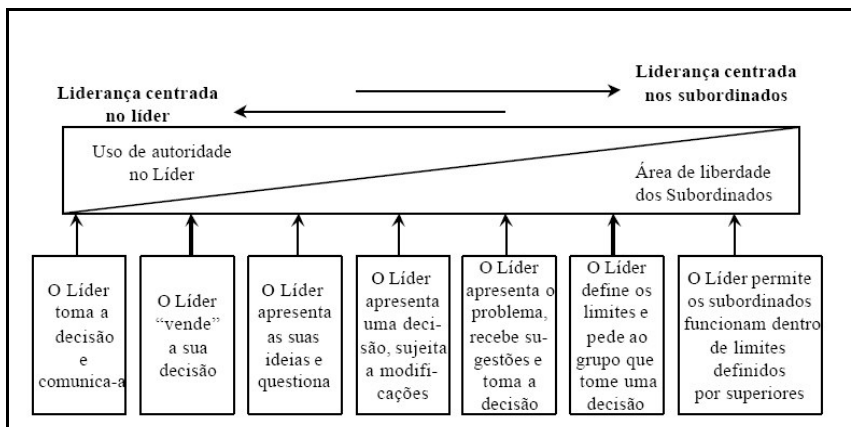 Liderança centrada
nos subordinados
Liderança centrada
no líder
Uso de autoridade
no Líder
Área de liberdade
dos Subordinados
O Líder
toma a
decisão
e
comunica-a
O Líder
“vende”
a sua
decisão
O Líder
apresenta
as suas
ideias e
questiona
O Líder
apresenta
uma deci-
são, sujeita
a modifi-
cações
O Líder
apresenta o
problema,
recebe su-
gestões e
toma a
decisão
O Líder
define os
limites e
pede ao
grupo que
tome uma
decisão
O Líder permite
os subordinados
funcionam dentro
de limites
definidos
por superiores